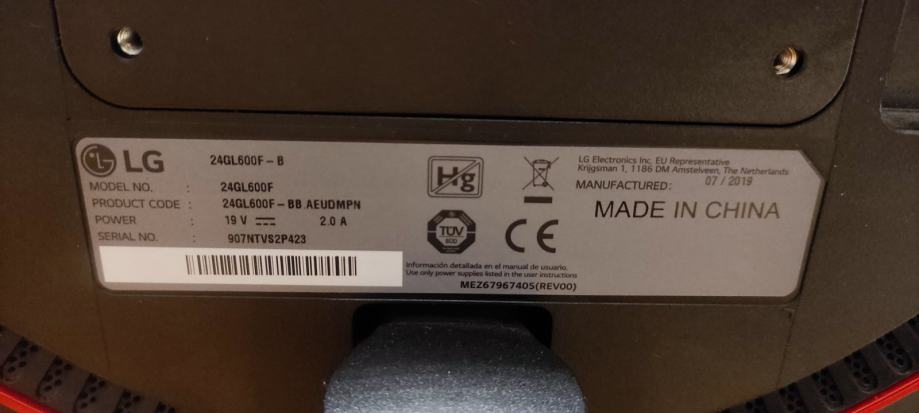 LG 24GL600F-B
MODEL NO. : 24GL600F
PRODUCT CODE : 24GL600F-BB.AEUDMPN
POWER : 19 V 2.0 A
SERIAL NO. : 907NTVS2P423
Hg
TÜV
SÜD
CE
Información detallada en el manual de usuario.
Use only power supplies listed in the user instructions
MEZ67967405(REV00)
LG Electronics Inc. EU Representative
Krijgsman 1, 1186 DM Amstelveen, The Netherlands
MANUFACTURED: 07 / 2019
MADE IN CHINA